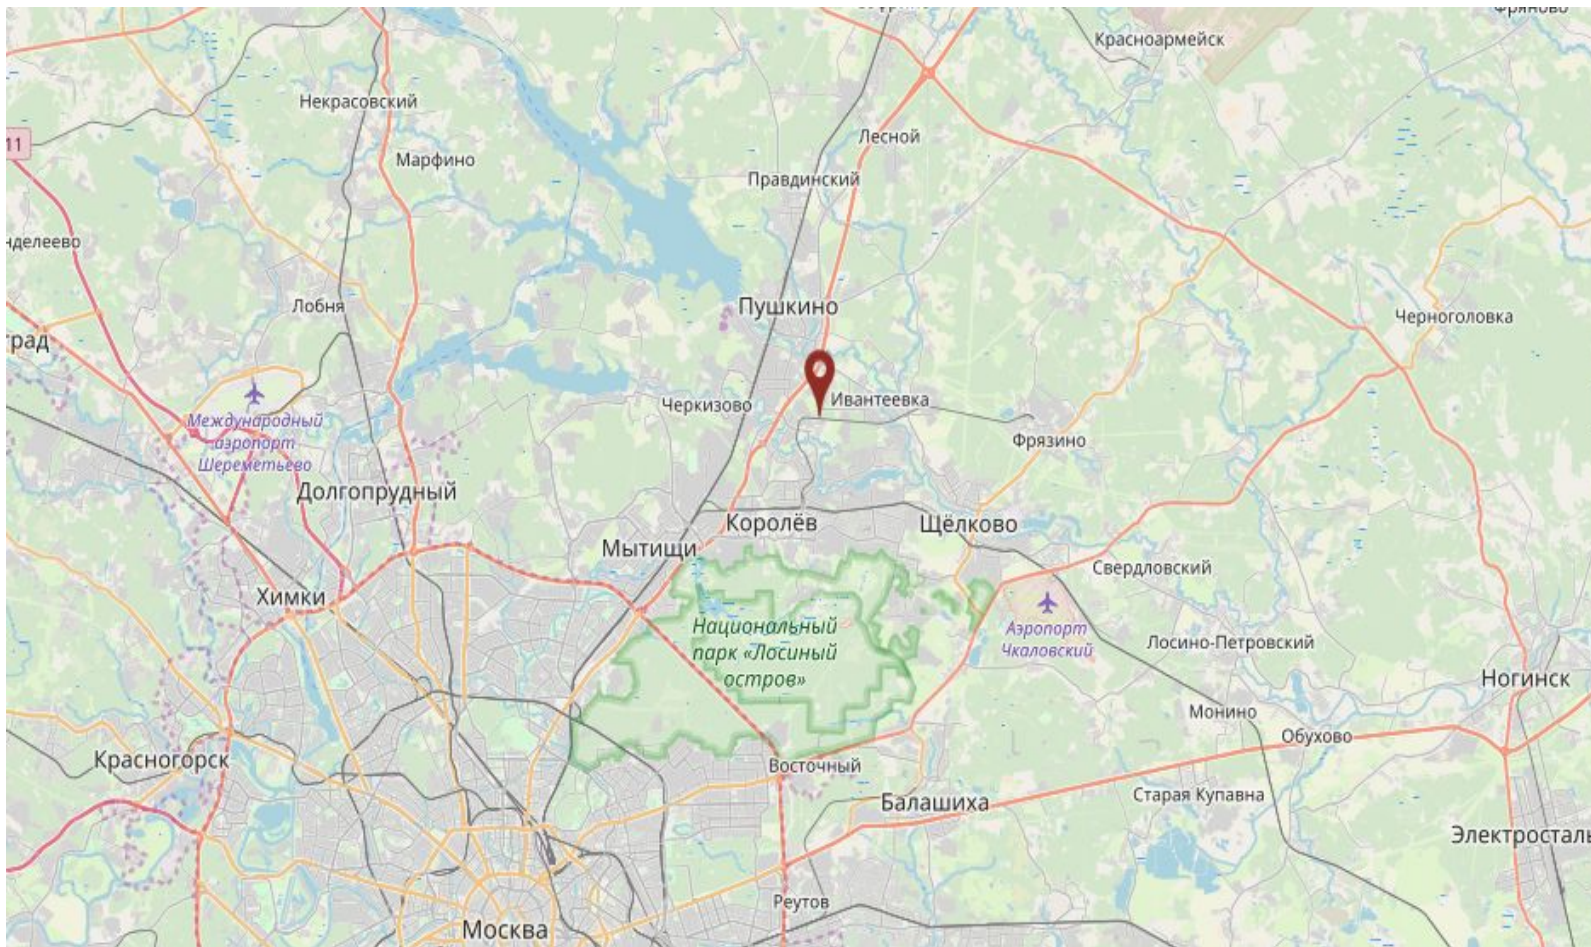 Красноармейск
Некрасовский
Лесной
11
Марфино
Правдинский
Лобня
Пушкино
Черноголовка
Международный
аэропорт
Шереметьево
Черкизово
Ивантеевка
Фрязино
Долгопрудный
Королёв
Щёлково
Мытищи
Свердловский
Химки
Национальный
парк «Лосиный
остров»
Аэропорт
Чкаловский
Лосино-Петровский
Ногинск
Монино
Обухово
Красногорск
Восточный
Балашиха
Старая Купавна
Реутов
Москва